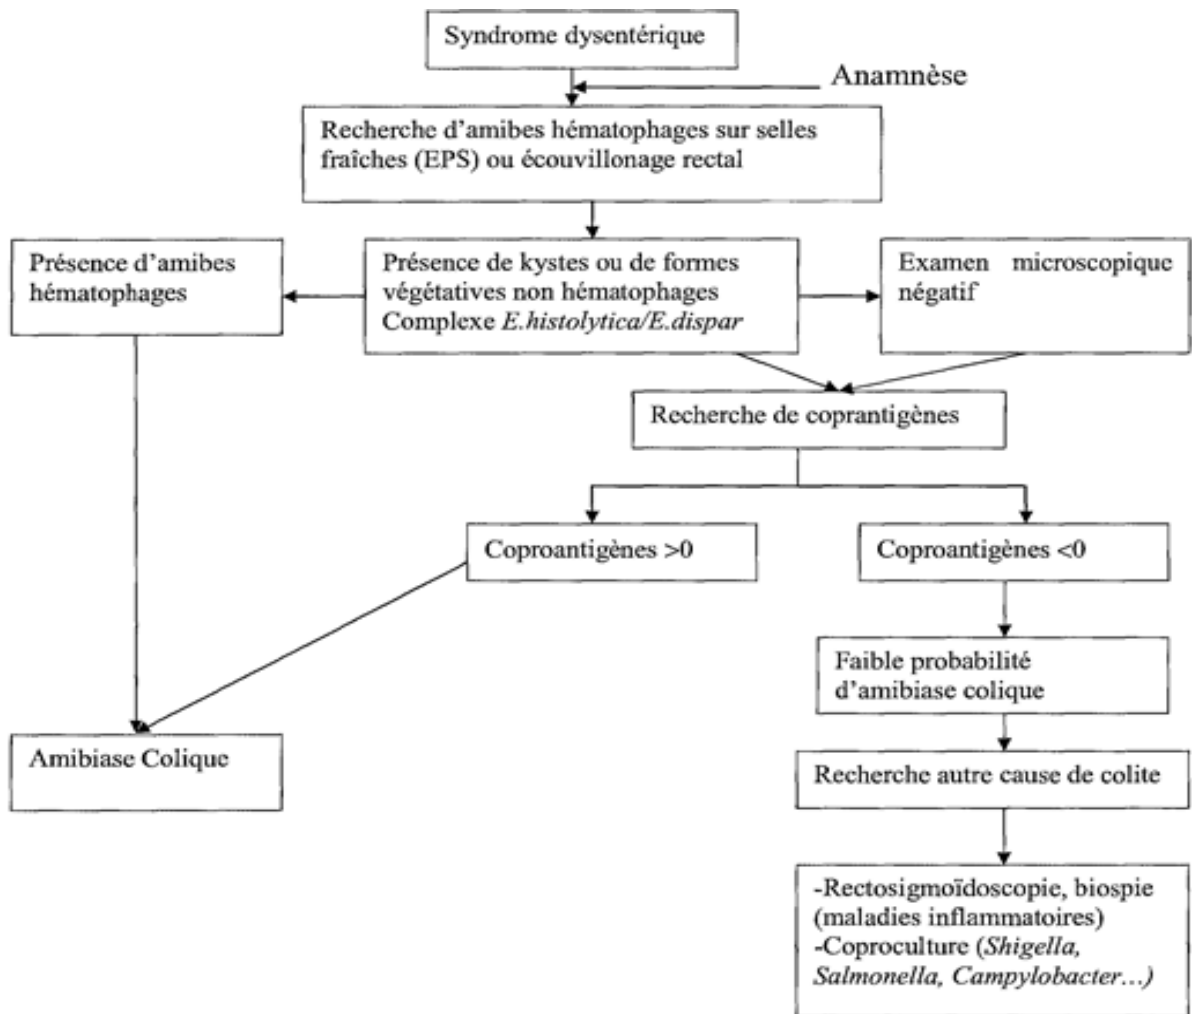 Syndrome dysentérique
Anamnèse
Recherche d'amibes hématophages sur selles
fraîches (EPS) ou écouvillonage rectal
Présence d'amibes
hématophages
Présence de kystes ou de formes
végétatives non hématophages
Complexe E.histolytica/E.dispar
Examen microscopique
négatif
Recherche de coprantigènes
Coproantigènes >0
Coproantigènes <0
Faible probabilité
d'amibiase colique
Amibiase Colique
Recherche autre cause de colite
-Rectosigmoïdoscopie, biospie
(maladies inflammatoires)
-Coproculture (Shigella,
Salmonella, Campylobacter…)